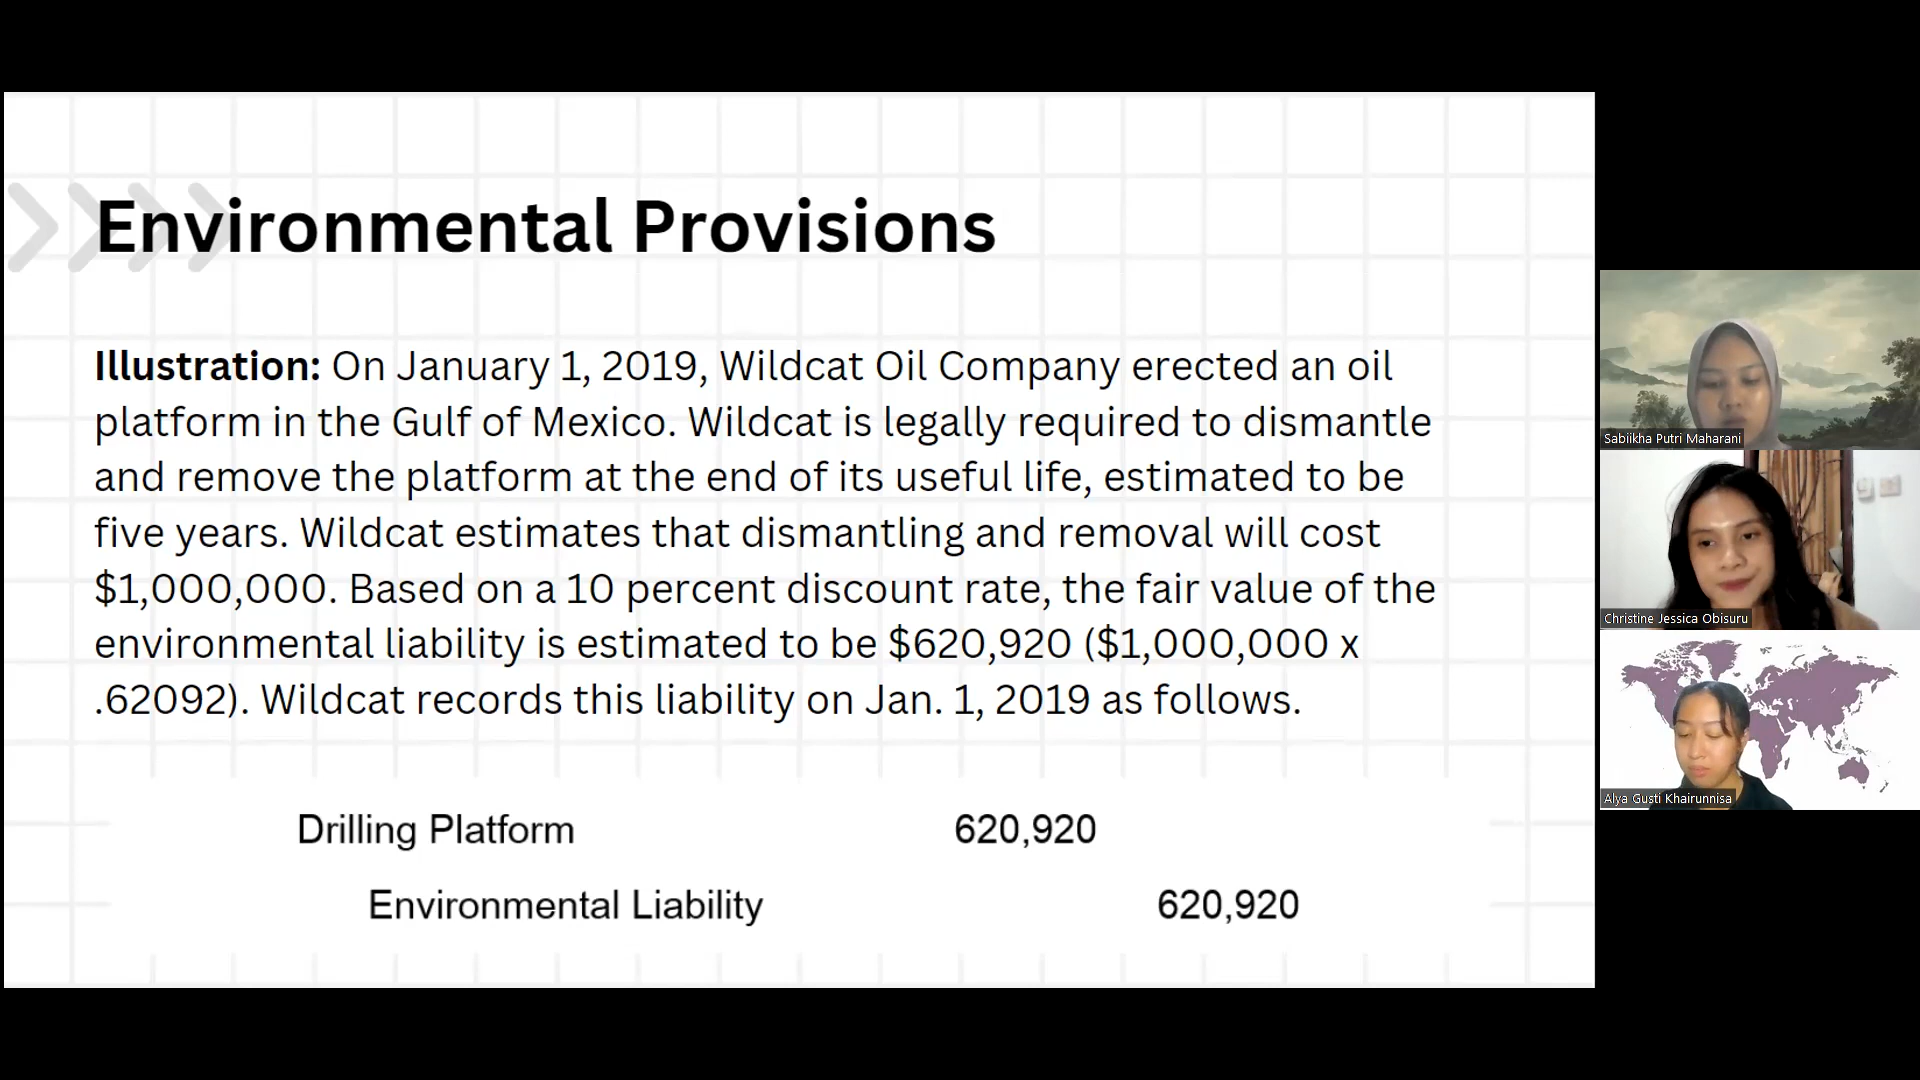 Environmental Provisions
Illustration: On January 1, 2019, Wildcat Oil Company erected an oil
platform in the Gulf of Mexico. Wildcat is legally required to dismantle
and remove the platform at the end of its useful life, estimated to be
five years. Wildcat estimates that dismantling and removal will cost
$1,000,000. Based on a 10 percent discount rate, the fair value of the
environmental liability is estimated to be $620,920 ($1,000,000 x
.62092). Wildcat records this liability on Jan. 1, 2019 as follows.
Drilling Platform 620,920
Environmental Liability 620,920
Sabiikha Putri Maharani
Christine Jessica Obisuru
Alya Gusti Khairunnisa